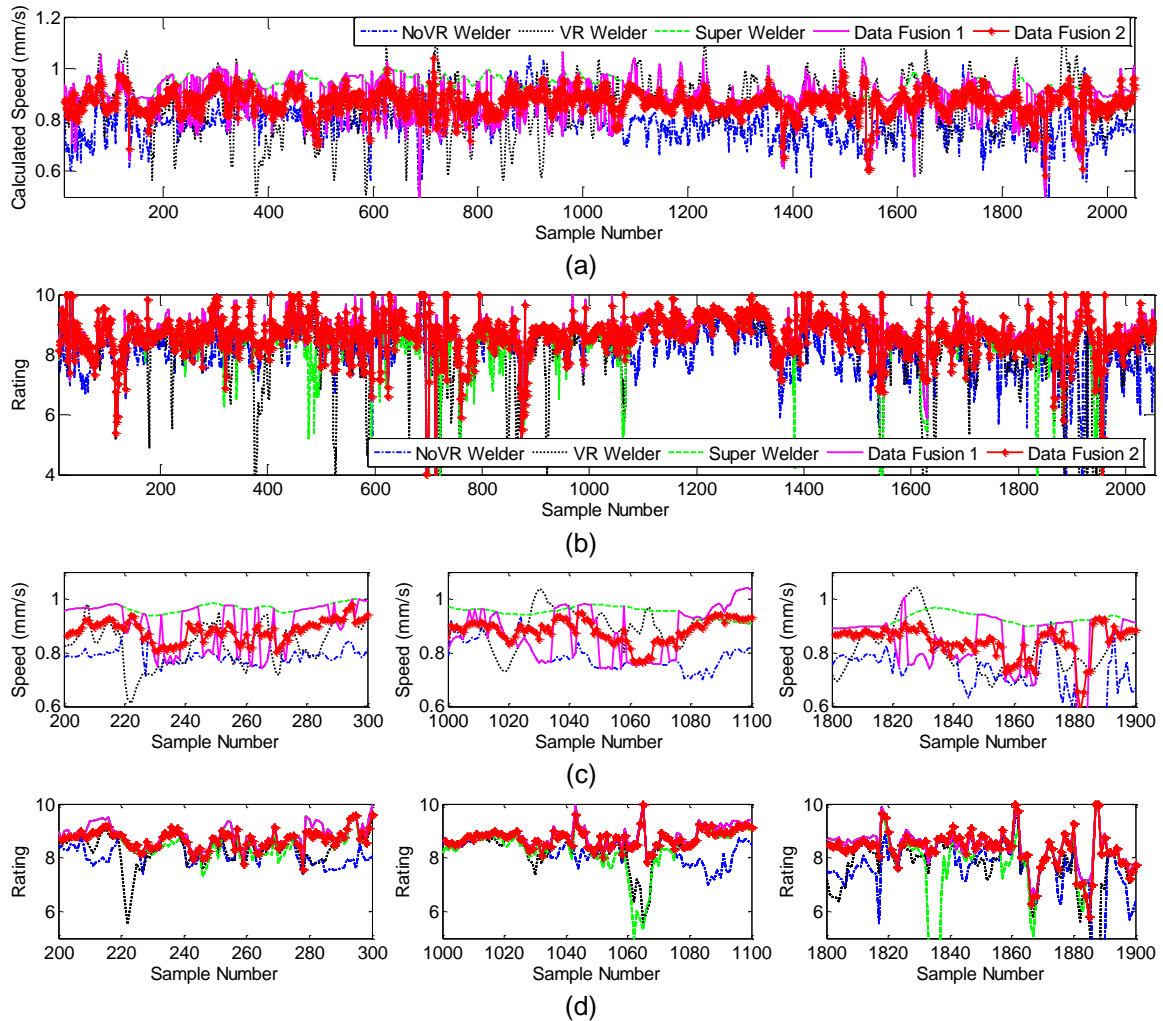 NoVR Welder VR Welder Super Welder Data Fusion 1 Data Fusion 2
Calculated Speed (mm/s)
1.2
1
0.8
0.6
200 400 600 800 1000 1200 1400 1600 1800 2000
Sample Number
(a)
Rating
10
8
6
4
NoVR Welder VR Welder Super Welder Data Fusion 1 Data Fusion 2
200 400 600 800 1000 1200 1400 1600 1800 2000
Sample Number
(b)
Speed (mm/s)
1
0.8
0.6
200 220 240 260 280 300
Sample Number
Speed (mm/s)
1
0.8
0.6
1000 1020 1040 1060 1080 1100
Sample Number
Speed (mm/s)
1
0.8
0.6
1800 1820 1840 1860 1880 1900
Sample Number
(c)
Rating
10
8
6
200 220 240 260 280 300
Sample Number
Rating
10
8
6
1000 1020 1040 1060 1080 1100
Sample Number
Rating
10
8
6
1800 1820 1840 1860 1880 1900
Sample Number
(d)